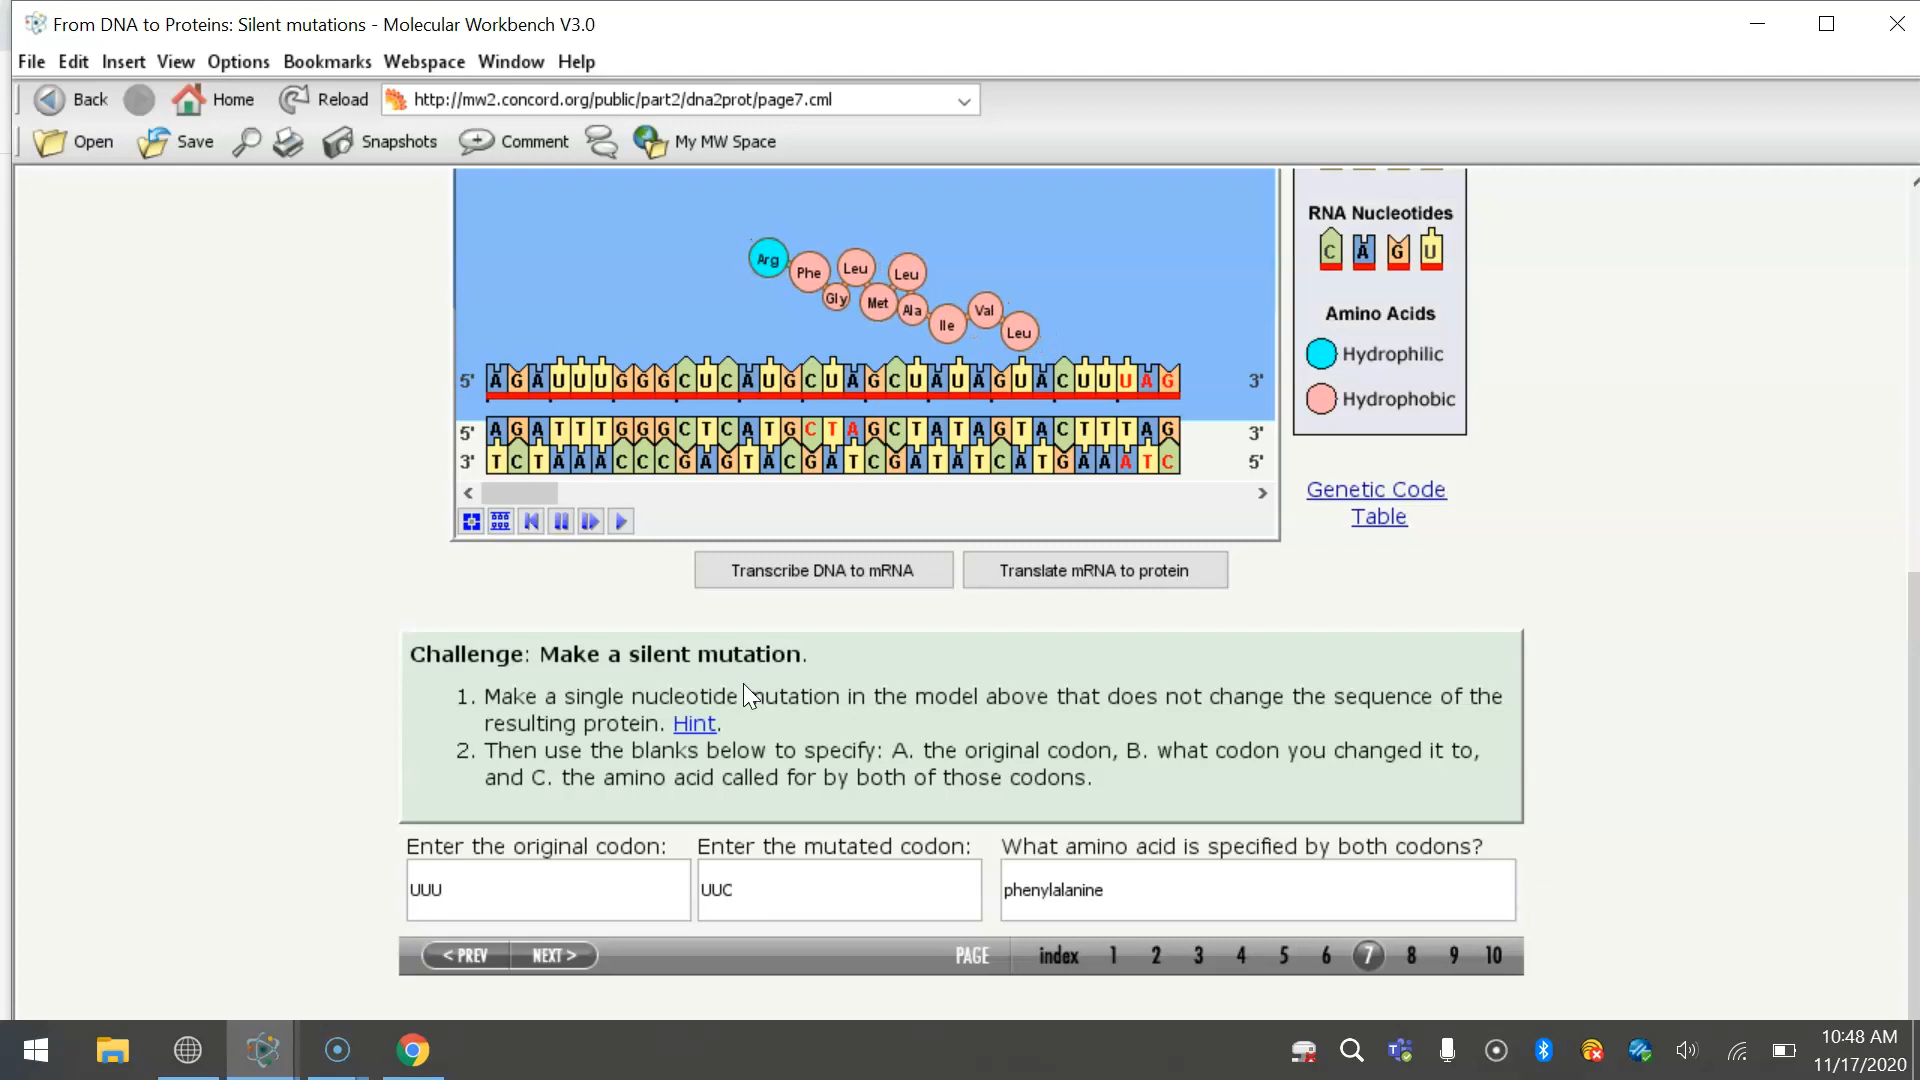 From DNA to Proteins: Silent mutations - Molecular Workbench V3.0
File Edit Insert View Options Bookmarks Webspace Window Help
Back Home Reload http://mw2.concord.org/public/part2/dna2prot/page7.cml
Open Save Snapshots Comment My MW Space
RNA Nucleotides
C A G U
Amino Acids
Hydrophilic
Hydrophobic
Genetic Code
Table
Arg Phe Gly Leu Met Leu Ala Ile Val Leu
5' A G A U U U G G G C U C A U G C U A G C U A U A G U A C U U U A G 3'
5' A G A T T T G G G C T C A T G C T A G C T A T A G T A C T T T A G 3'
3' T C T A A A C C C G A G T A C G A T C G A T A T C A T G A A A T C 5'
Transcribe DNA to mRNA Translate mRNA to protein
Challenge: Make a silent mutation.
1. Make a single nucleotide mutation in the model above that does not change the sequence of the
resulting protein. Hint.
2. Then use the blanks below to specify: A. the original codon, B. what codon you changed it to,
and C. the amino acid called for by both of those codons.
Enter the original codon: Enter the mutated codon: What amino acid is specified by both codons?
UUU UUC phenylalanine
< PREV NEXT > PAGE index 1 2 3 4 5 6 7 8 9 10
10:48 AM
11/17/2020